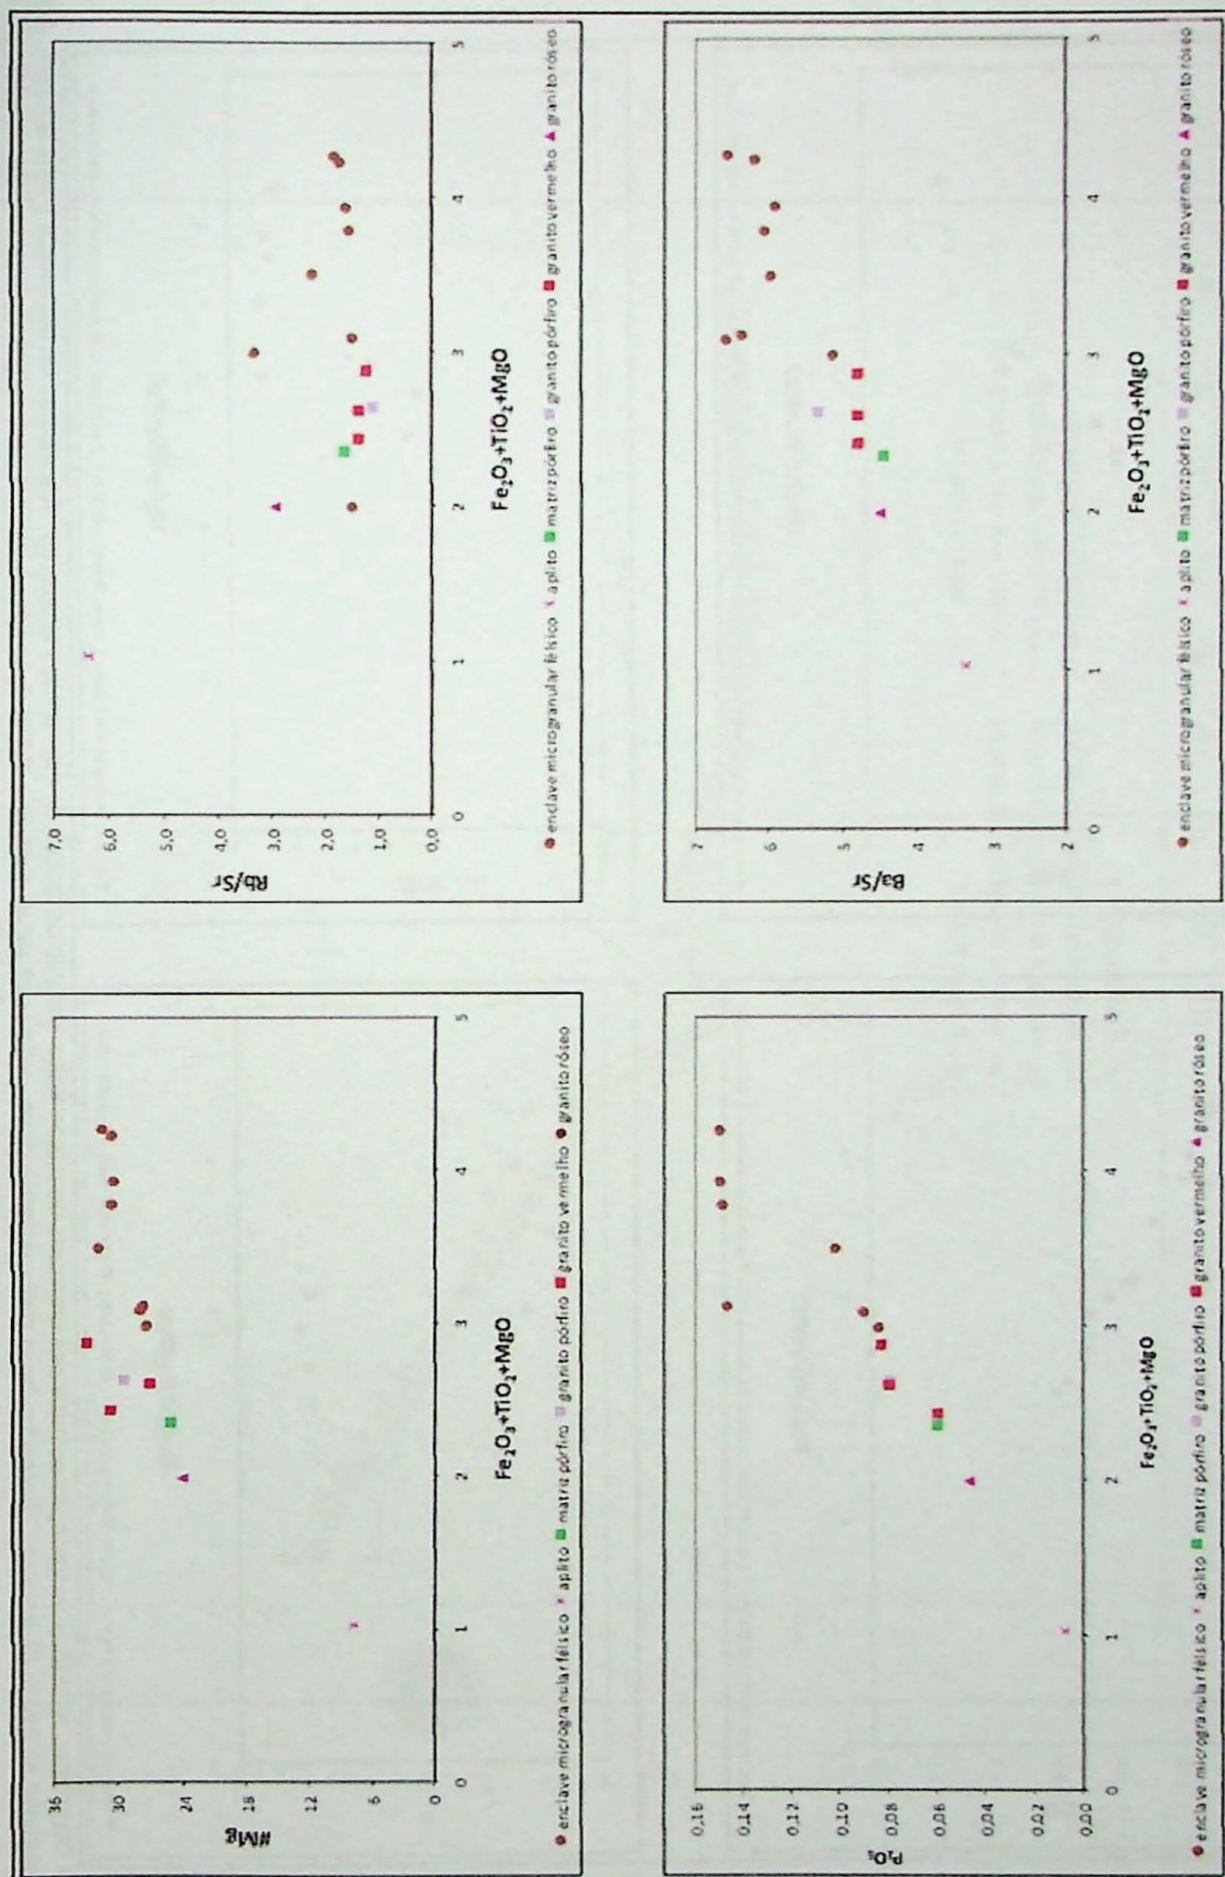 36
30
24
18
12
6
0
#Mg
0 1 2 3 4 5
Fe₂O₃+TiO₂+MgO
enclave microgranular félsico × aplito matriz pórfiro granito pórfiro granito vermelho granito róseo
7,0
6,0
5,0
4,0
3,0
2,0
1,0
0,0
Rb/Sr
0 1 2 3 4 5
Fe₂O₃+TiO₂+MgO
enclave microgranular félsico × aplito matriz pórfiro granito pórfiro granito vermelho granito róseo
0,16
0,14
0,12
0,10
0,08
0,06
0,04
0,02
0,00
P₂O₅
0 1 2 3 4 5
Fe₂O₃+TiO₂+MgO
enclave microgranular félsico × aplito matriz pórfiro granito pórfiro granito vermelho granito róseo
7
6
5
4
3
2
Ba/Sr
0 1 2 3 4 5
Fe₂O₃+TiO₂+MgO
enclave microgranular félsico × aplito matriz pórfiro granito pórfiro granito vermelho granito róseo